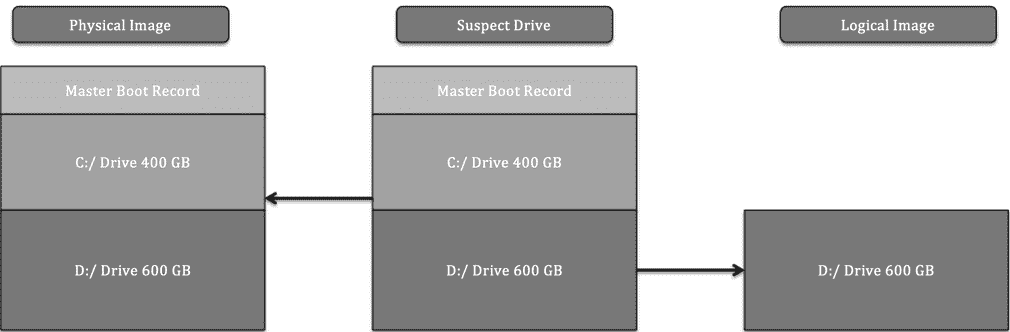 Physical Image
Suspect Drive
Logical Image
Master Boot Record
Master Boot Record
C:/ Drive 400 GB
C:/ Drive 400 GB
D:/ Drive 600 GB
D:/ Drive 600 GB
D:/ Drive 600 GB